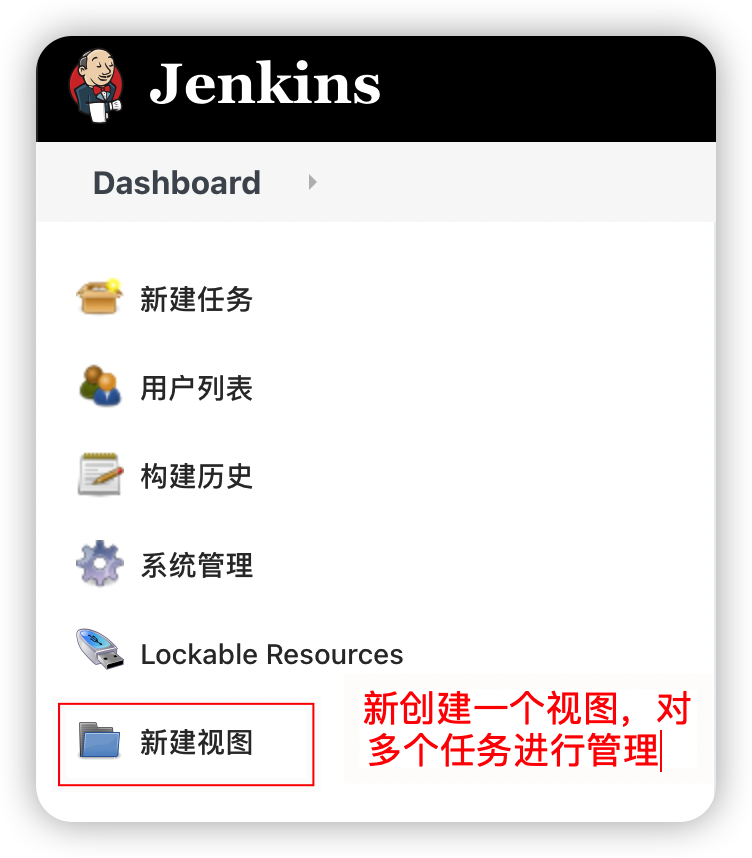 Jenkins
Dashboard
新建任务
用户列表
构建历史
系统管理
Lockable Resources
新建视图
新创建一个视图，对
多个任务进行管理